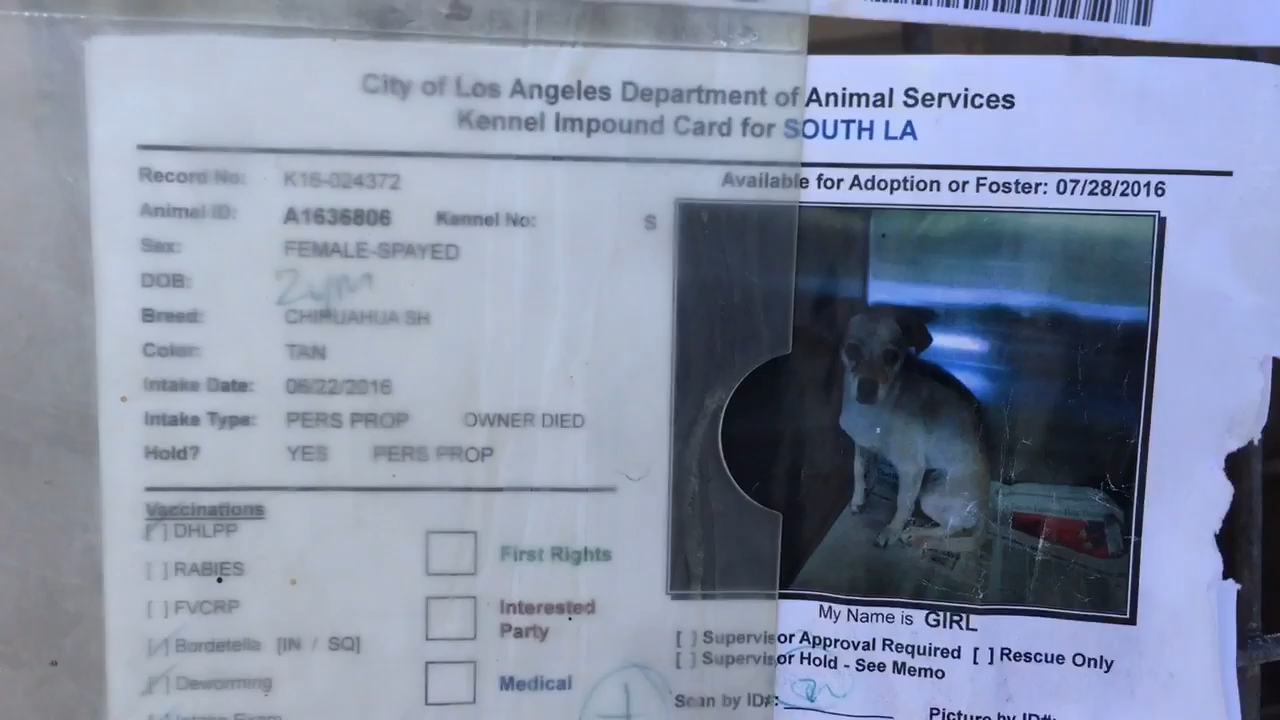 City of Los Angeles Department of Animal Services
Kennel Impound Card for SOUTH LA
Record No: K16-024372
Available for Adoption or Foster: 07/28/2016
Animal ID: A1636806 Kennel No: S
Sex: FEMALE-SPAYED
DOB: 2ym
Breed: CHIHUAHUA SH
Color: TAN
Intake Date: 06/22/2016
Intake Type: PERS PROP OWNER DIED
Hold? YES PERS PROP
Vaccinations
[ ] DHLPP
[ ] RABIES
[ ] FVCRP
[ ] Bordetella [IN / SQ]
[ ] Deworming
Intake Exam
First Rights
Interested
Party
Medical
My Name is GIRL
[ ] Supervisor Approval Required [ ] Rescue Only
[ ] Supervisor Hold - See Memo
Scan by ID#:
Picture by ID#: